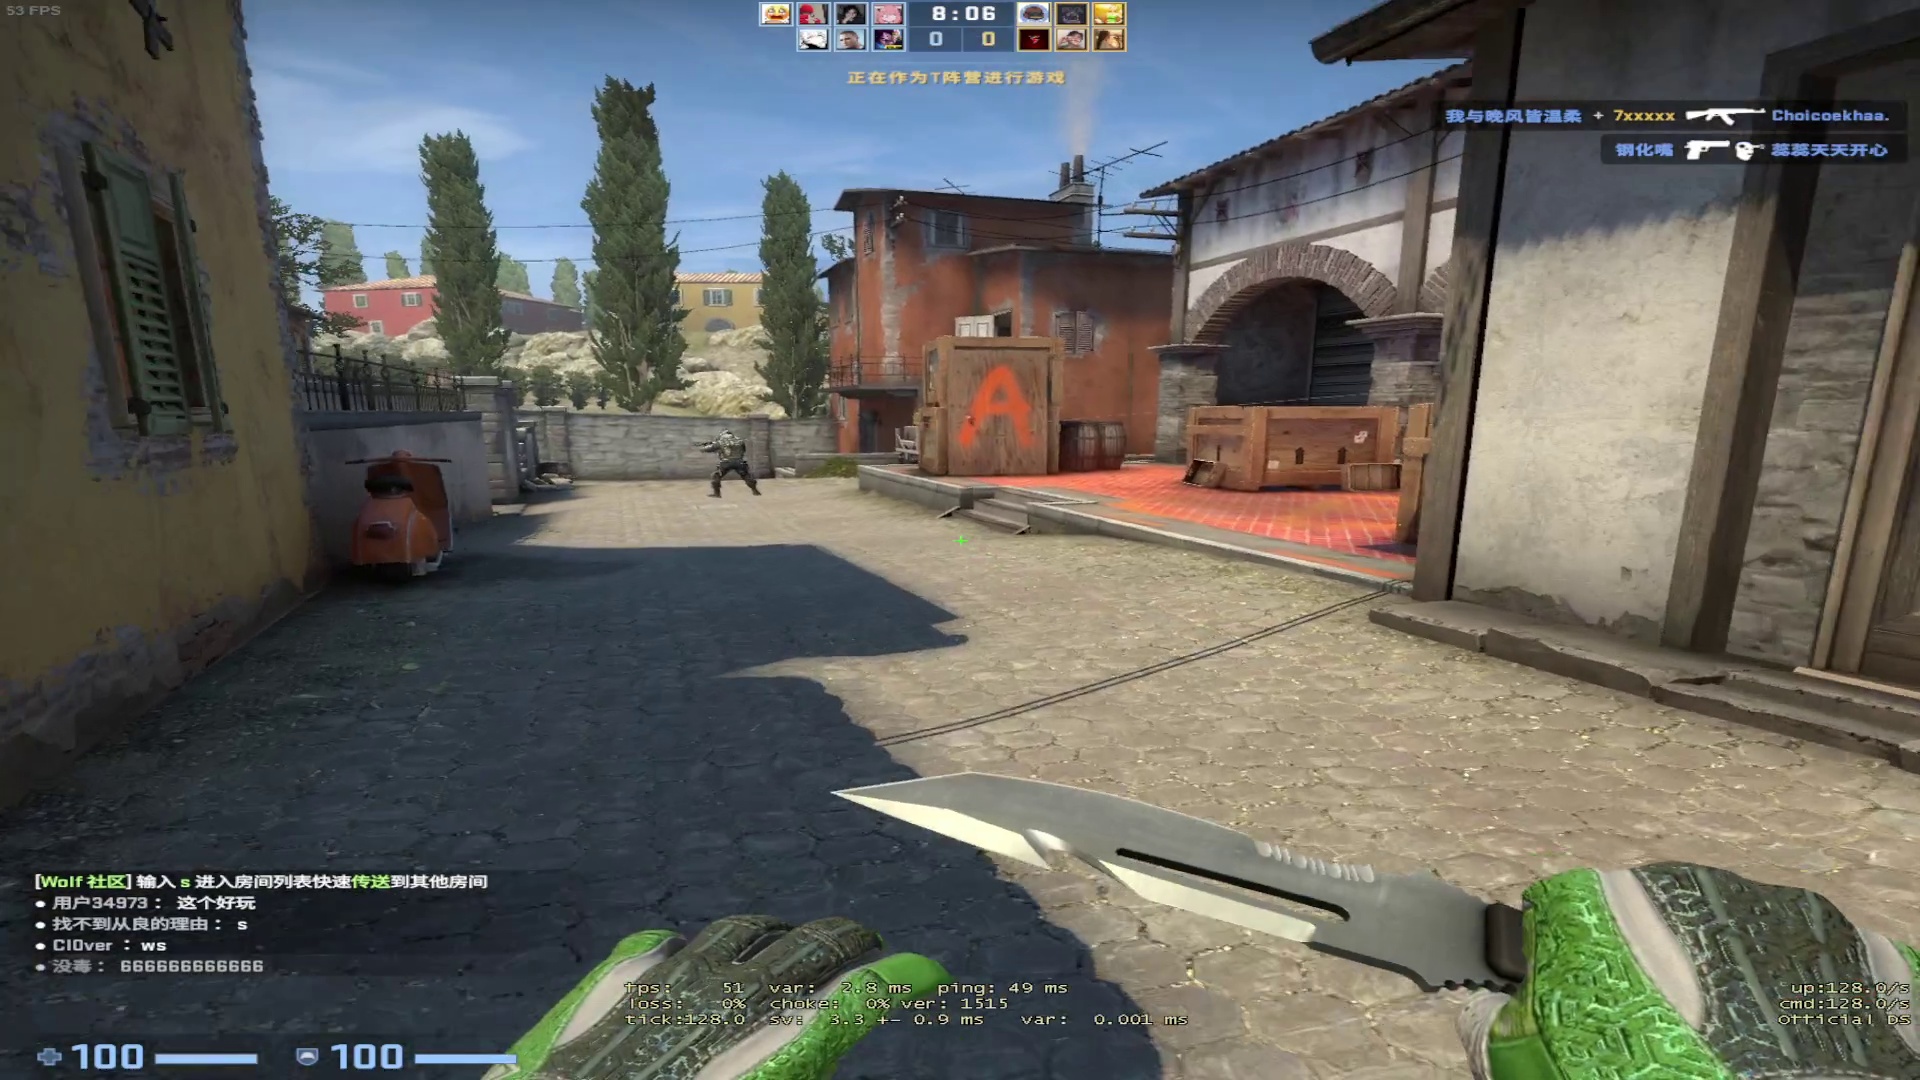 53 FPS
8:06
0 0
正在作为T阵营进行游戏
我与晚风皆温柔 + 7xxxxx Choicoekhaa.
钢化嘴 蕊蕊天天开心
A
[Wolf 社区] 输入 s 进入房间列表快速传送到其他房间
● 用户34973： 这个好玩
● 找不到从良的理由： s
● Cl0ver ： ws
● 没毒： 666666666666
fps: 51 var: 2.8 ms ping: 49 ms
loss: 0% choke: 0% ver: 1515
tick:128.0 sv: 3.3 +- 0.9 ms var: 0.001 ms
up:128.0/s
cmd:128.0/s
Official DS
100 100